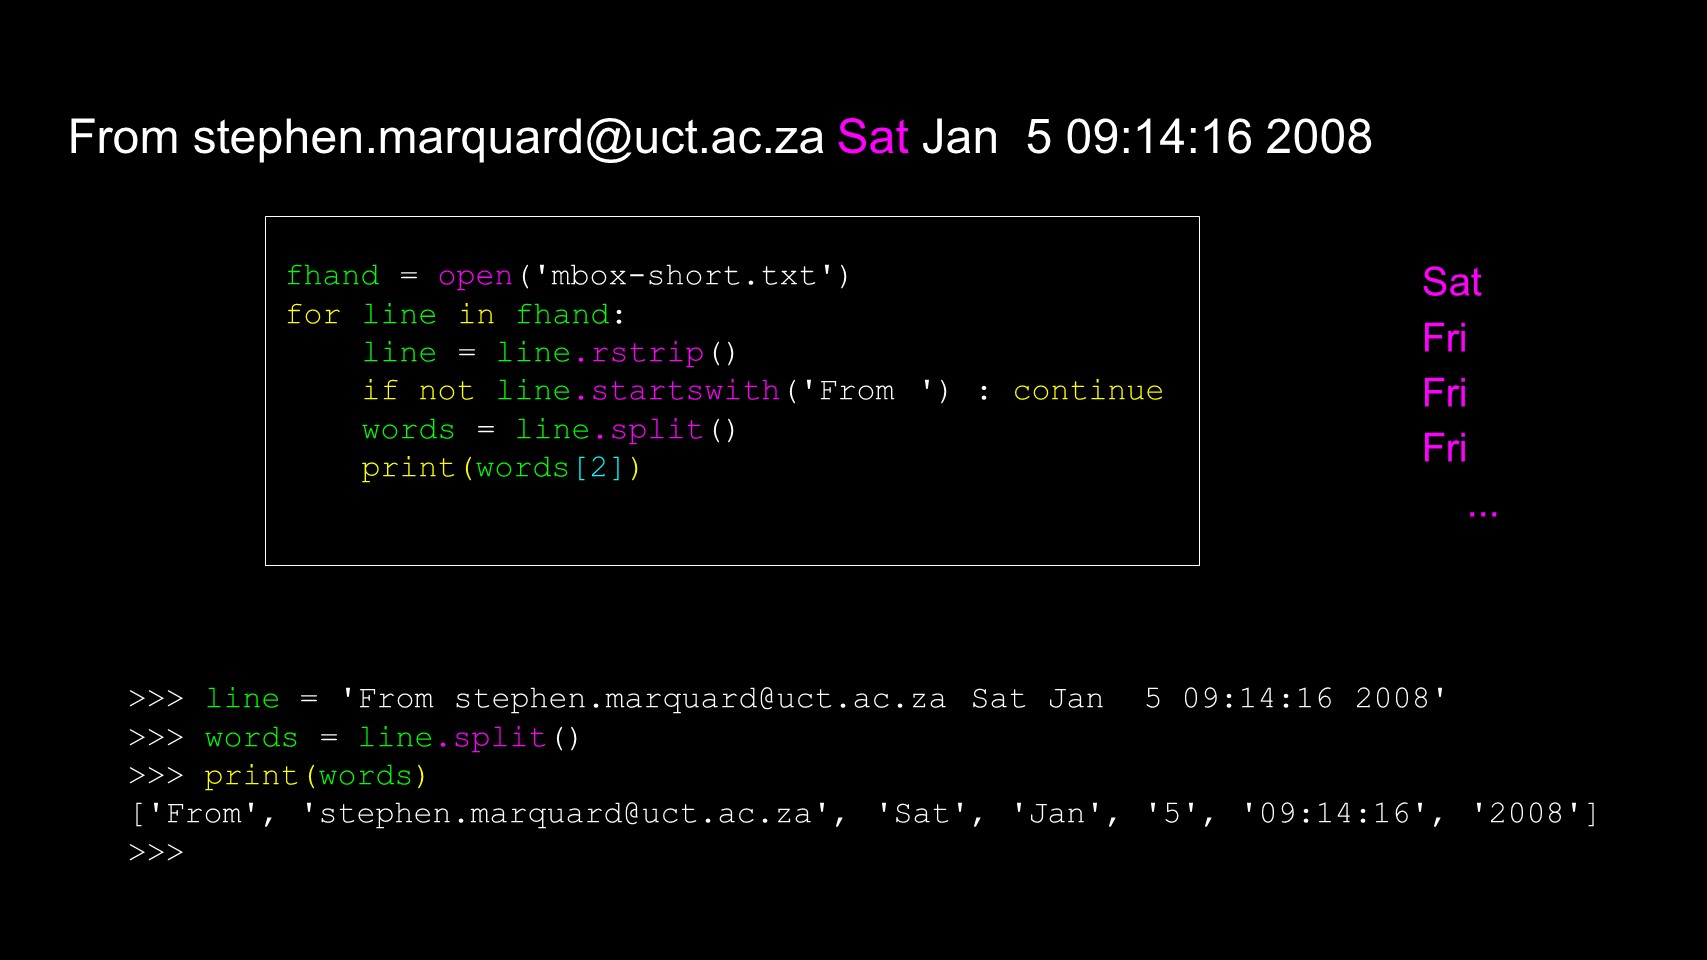 From stephen.marquard@uct.ac.za Sat Jan  5 09:14:16 2008
fhand = open('mbox-short.txt')
for line in fhand:
    line = line.rstrip()
    if not line.startswith('From ') : continue
    words = line.split()
    print(words[2])
Sat
Fri
Fri
Fri
...
>>> line = 'From stephen.marquard@uct.ac.za Sat Jan  5 09:14:16 2008'
>>> words = line.split()
>>> print(words)
['From', 'stephen.marquard@uct.ac.za', 'Sat', 'Jan', '5', '09:14:16', '2008']
>>>